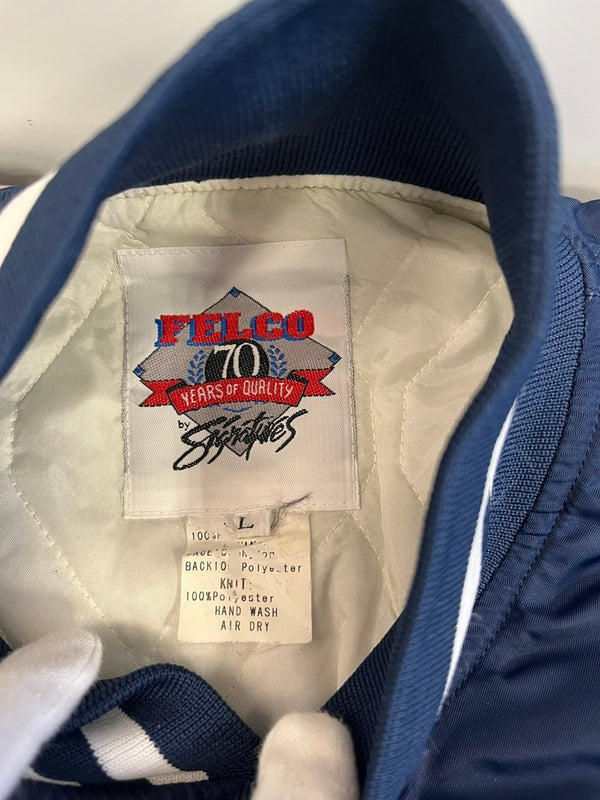 FELCO
70
YEARS OF QUALITY
by
Signatures
L
BACK10: Polyester
KNIT:
100%Polyester
HAND WASH
AIR DRY